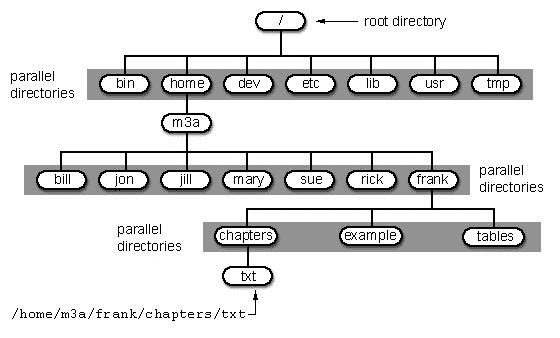 /
root directory
parallel
directories
bin home dev etc lib usr tmp
m3a
bill jon jill mary sue rick frank
parallel
directories
parallel
directories
chapters example tables
txt
/home/m3a/frank/chapters/txt